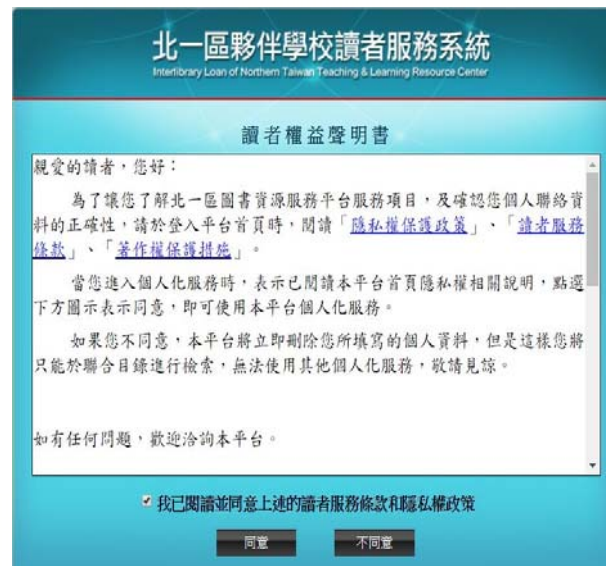 北一區夥伴學校讀者服務系統
Interlibrary Loan of Northern Taiwan Teaching & Learning Resource Center
讀者權益聲明書
親愛的讀者，您好：
為了讓您了解北一區圖書資源服務平台服務項目，及確認您個人聯絡資
料的正確性，請於登入平台首頁時，閱讀「隱私權保護政策」、「讀者服務
條款」、「著作權保護措施」。
當您進入個人化服務時，表示已閱讀本平台首頁隱私權相關說明，點選
下方圖示表示同意，即可使用本平台個人化服務。
如果您不同意，本平台將立即刪除您所填寫的個人資料，但是這樣您將
只能於聯合目錄進行檢索，無法使用其他個人化服務，敬請見諒。
如有任何問題，歡迎洽詢本平台。
我已閱讀並同意上述的讀者服務條款和隱私權政策
同意 不同意